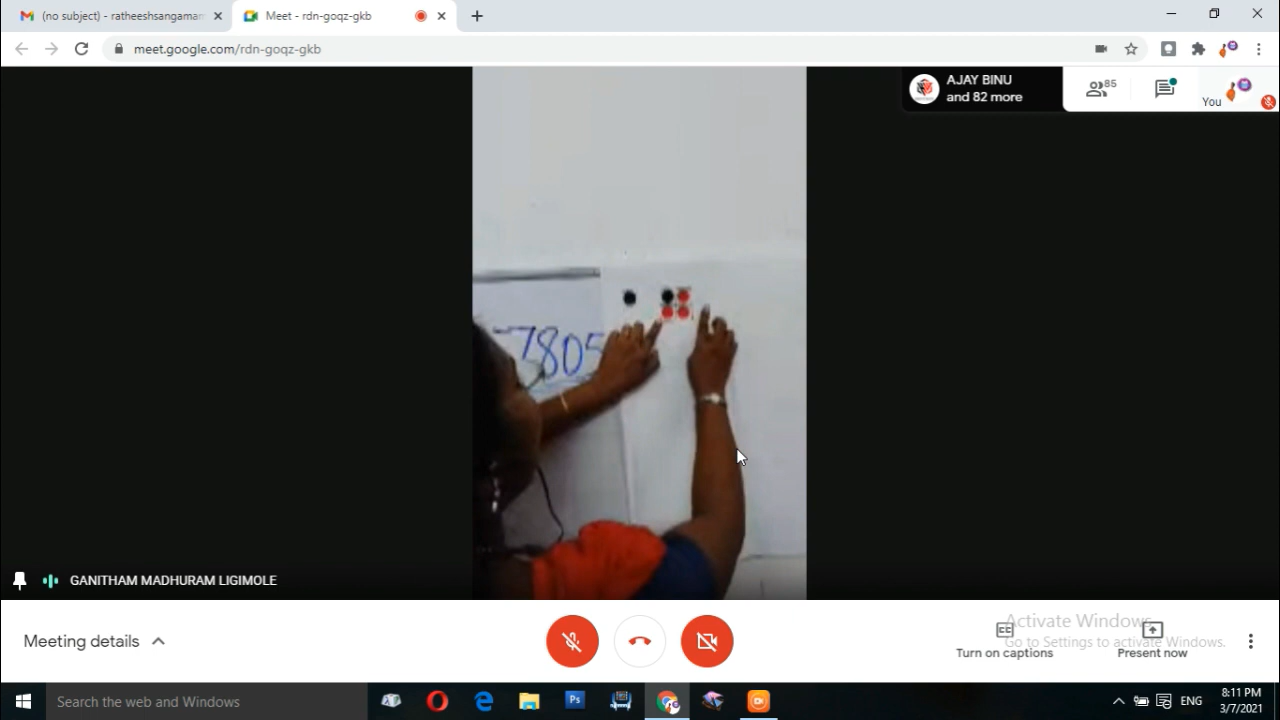 (no subject) - ratheeshsangamam
Meet - rdn-goqz-gkb
meet.google.com/rdn-goqz-gkb
AJAY BINU
and 82 more
85
You
7805
GANITHAM MADHURAM LIGIMOLE
Meeting details
Activate Windows
Go to Settings to activate Windows.
CC
Turn on captions
Present now
Search the web and Windows
Ps
ENG
8:11 PM
3/7/2021